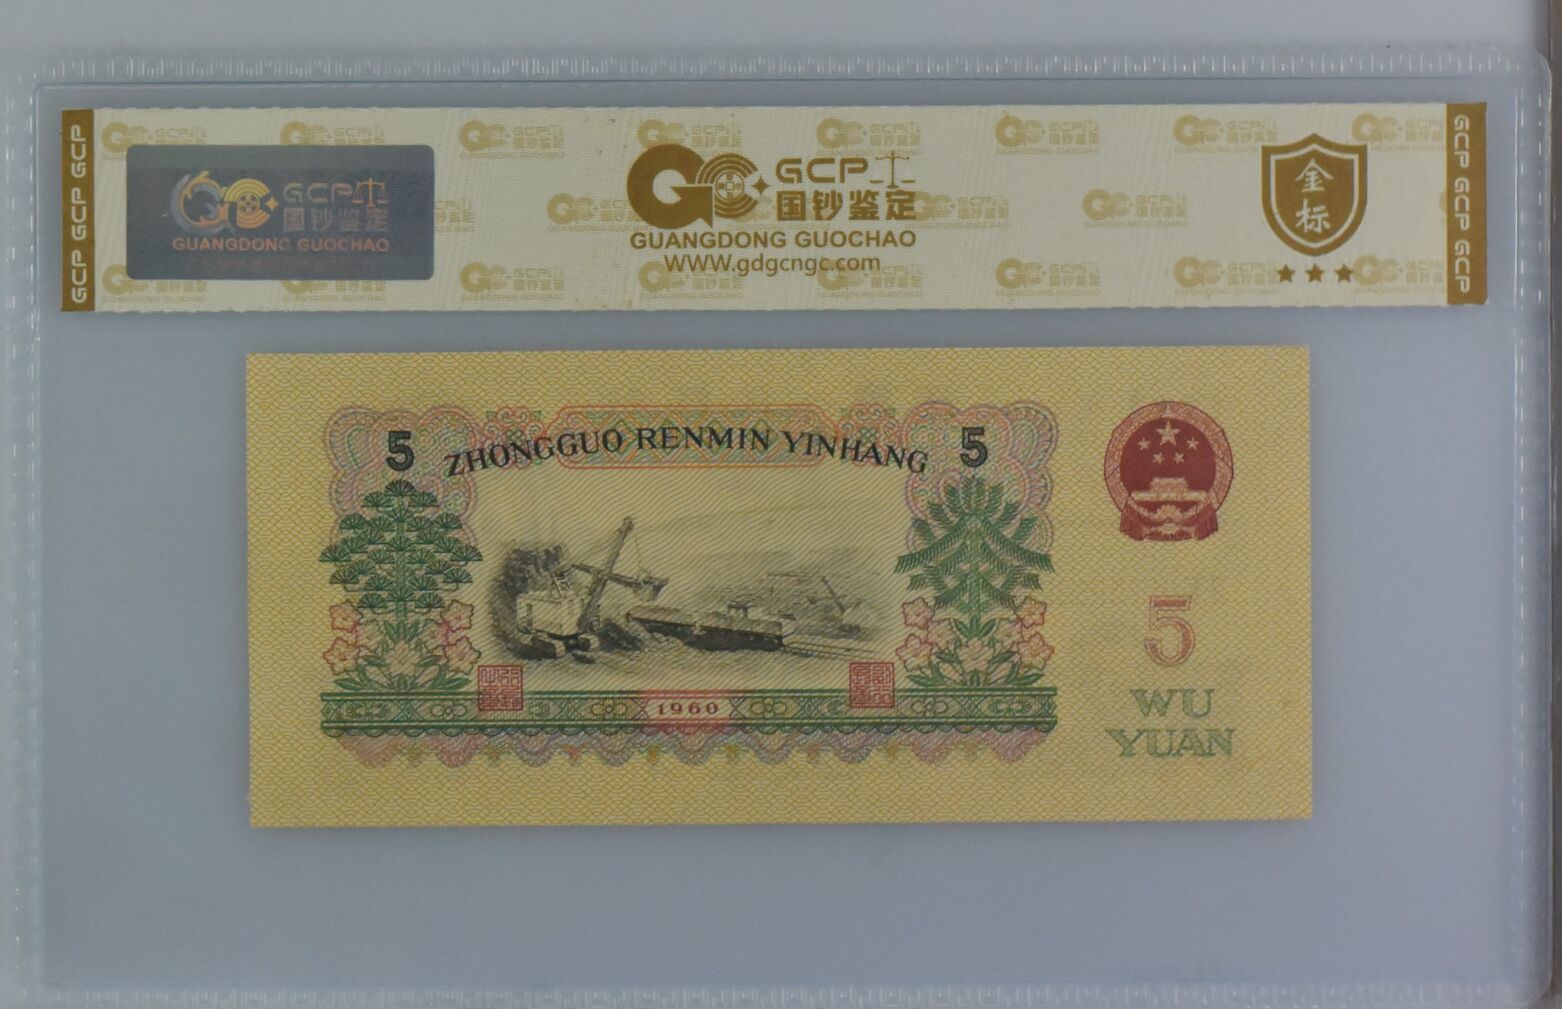 GCP GCP GCP
GCP
国钞鉴定
GUANGDONG GUOCHAO
GCP
国钞鉴定
GUANGDONG GUOCHAO
WWW.gdgcngc.com
金标
GCP GCP GCP
5 ZHONGGUO RENMIN YINHANG 5
1960
5
WU
YUAN